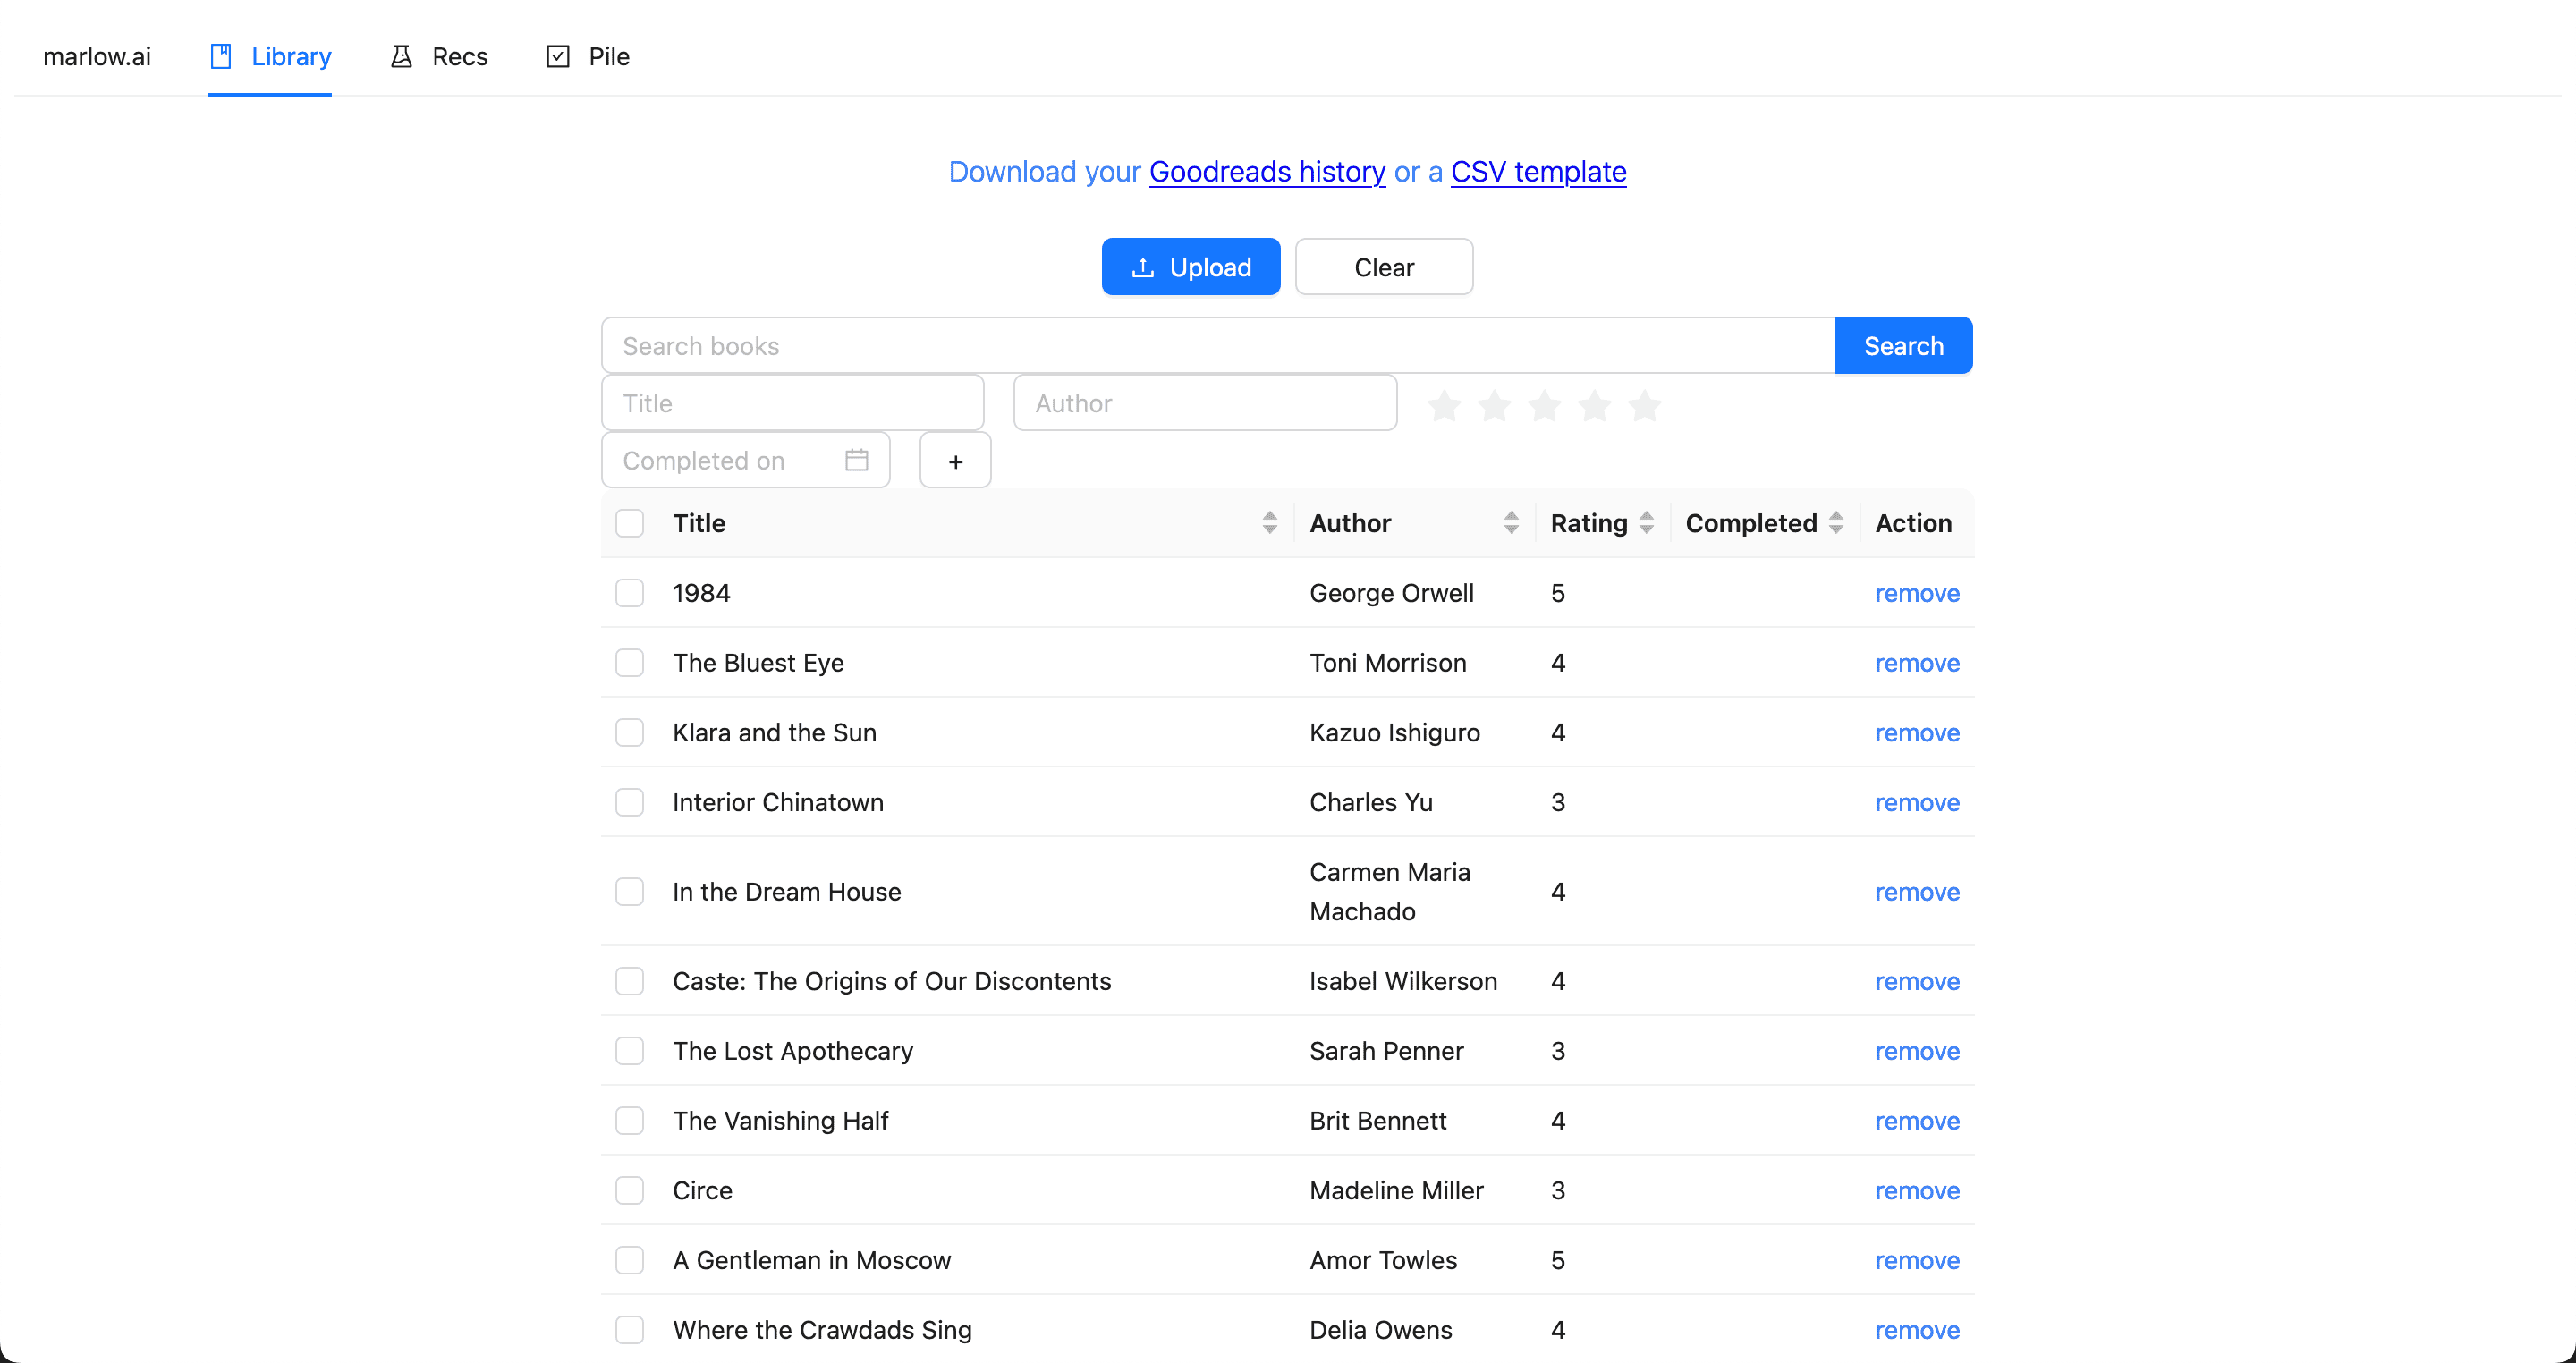 marlow.ai Library Recs Pile
Download your Goodreads history or a CSV template
Upload Clear
Search books Search
Title Author
Completed on +
Title Author Rating Completed Action
1984 George Orwell 5 remove
The Bluest Eye Toni Morrison 4 remove
Klara and the Sun Kazuo Ishiguro 4 remove
Interior Chinatown Charles Yu 3 remove
In the Dream House Carmen Maria Machado 4 remove
Caste: The Origins of Our Discontents Isabel Wilkerson 4 remove
The Lost Apothecary Sarah Penner 3 remove
The Vanishing Half Brit Bennett 4 remove
Circe Madeline Miller 3 remove
A Gentleman in Moscow Amor Towles 5 remove
Where the Crawdads Sing Delia Owens 4 remove